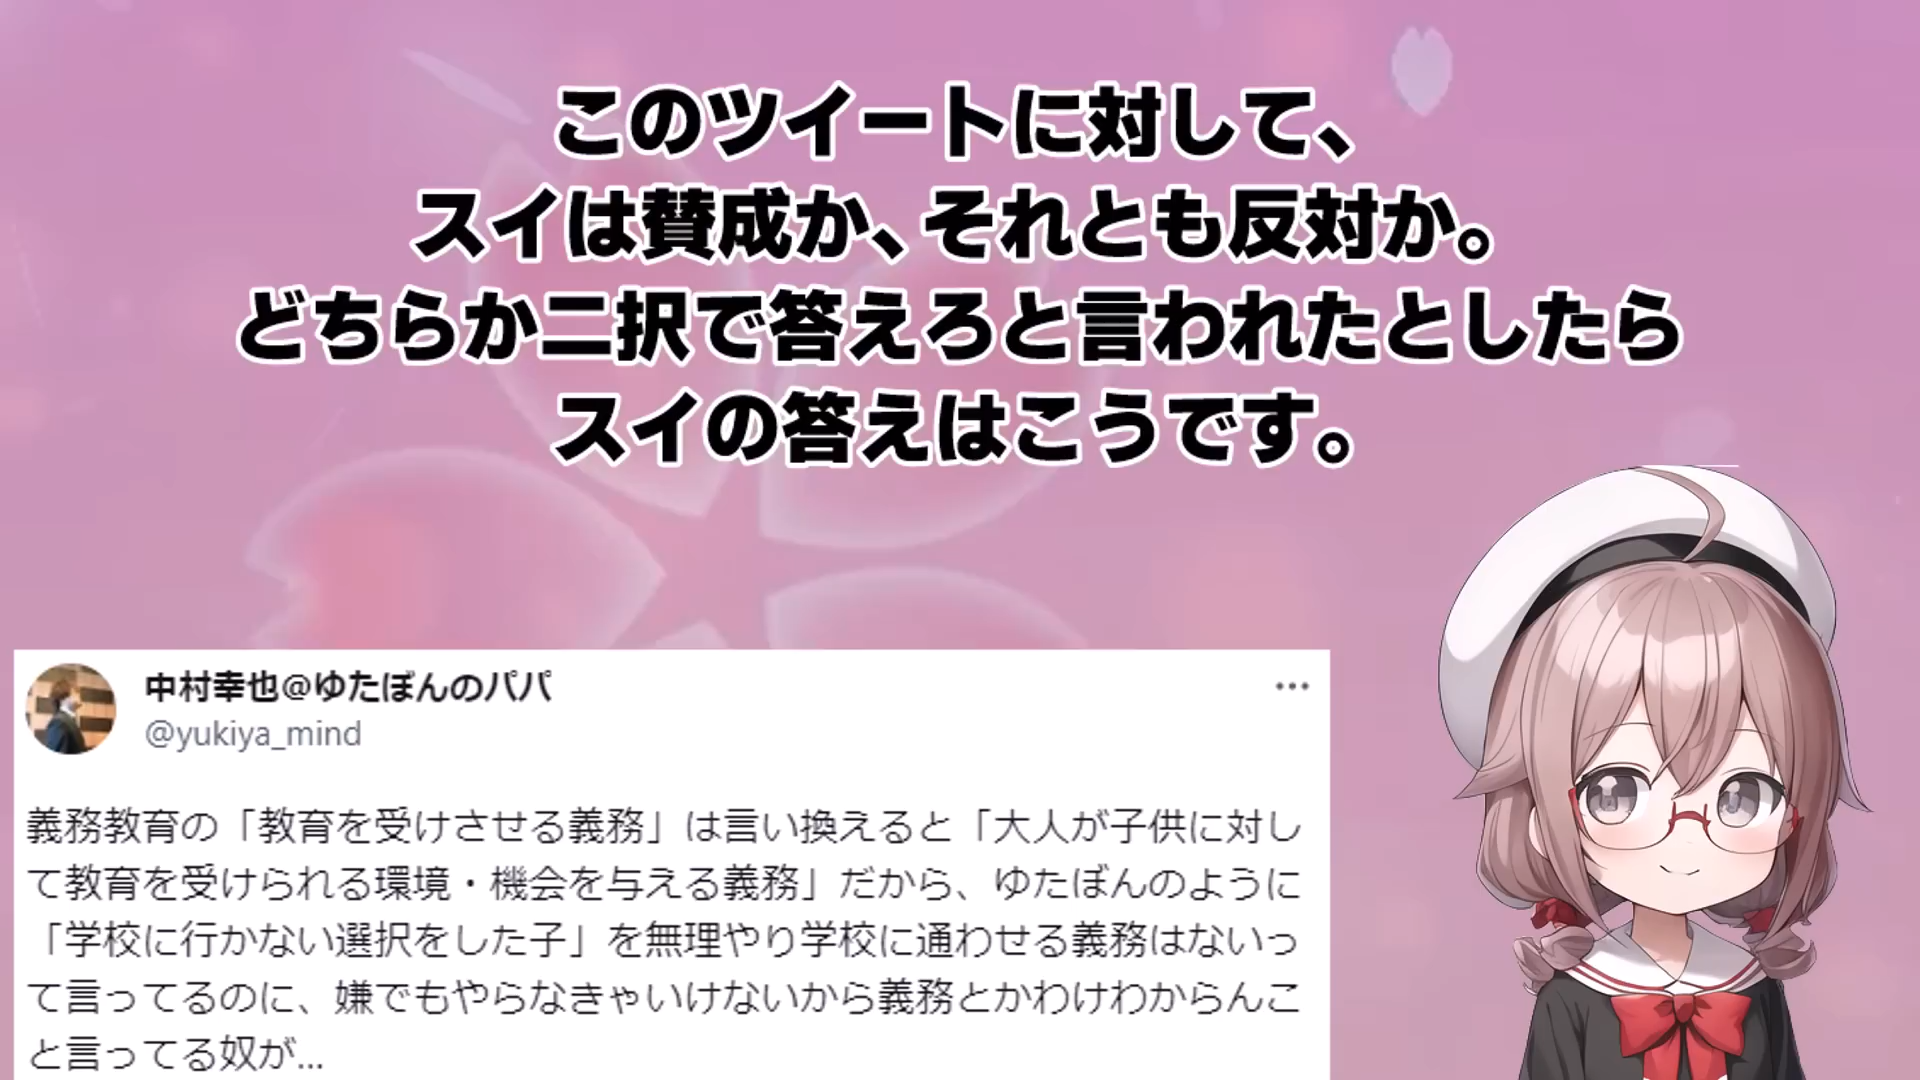 このツイートに対して、
スイは賛成か、それとも反対か。
どちらか二択で答えろと言われたとしたら
スイの答えはこうです。
中村幸也@ゆたぼんのパパ
@yukiya_mind
義務教育の「教育を受けさせる義務」は言い換えると「大人が子供に対し
て教育を受けられる環境・機会を与える義務」だから、ゆたぼんのように
「学校に行かない選択をした子」を無理やり学校に通わせる義務はないっ
て言ってるのに、嫌でもやらなきゃいけないから義務とかわけわからんこ
と言ってる奴が...